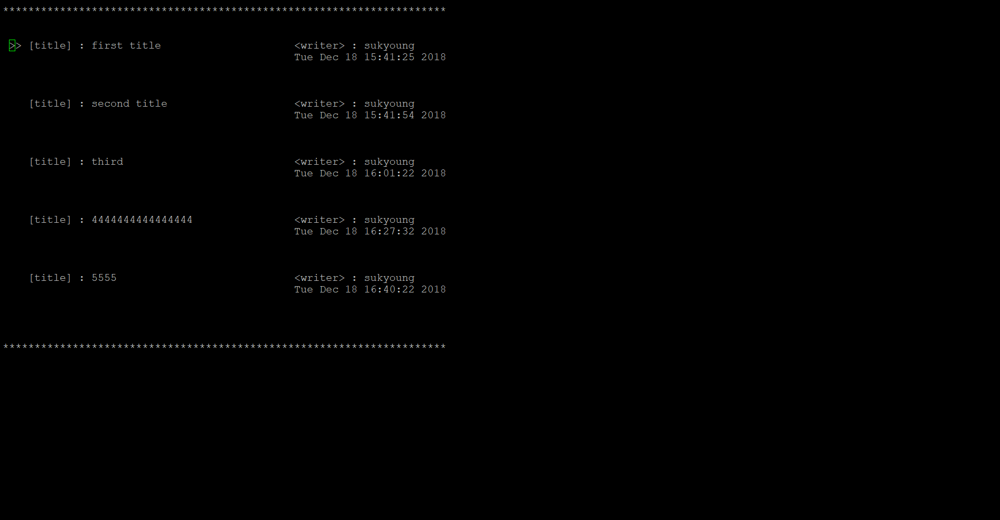 **********************************************************************
>> [title] : first title <writer> : sukyoung
Tue Dec 18 15:41:25 2018
[title] : second title <writer> : sukyoung
Tue Dec 18 15:41:54 2018
[title] : third <writer> : sukyoung
Tue Dec 18 16:01:22 2018
[title] : 4444444444444444 <writer> : sukyoung
Tue Dec 18 16:27:32 2018
[title] : 5555 <writer> : sukyoung
Tue Dec 18 16:40:22 2018
**********************************************************************